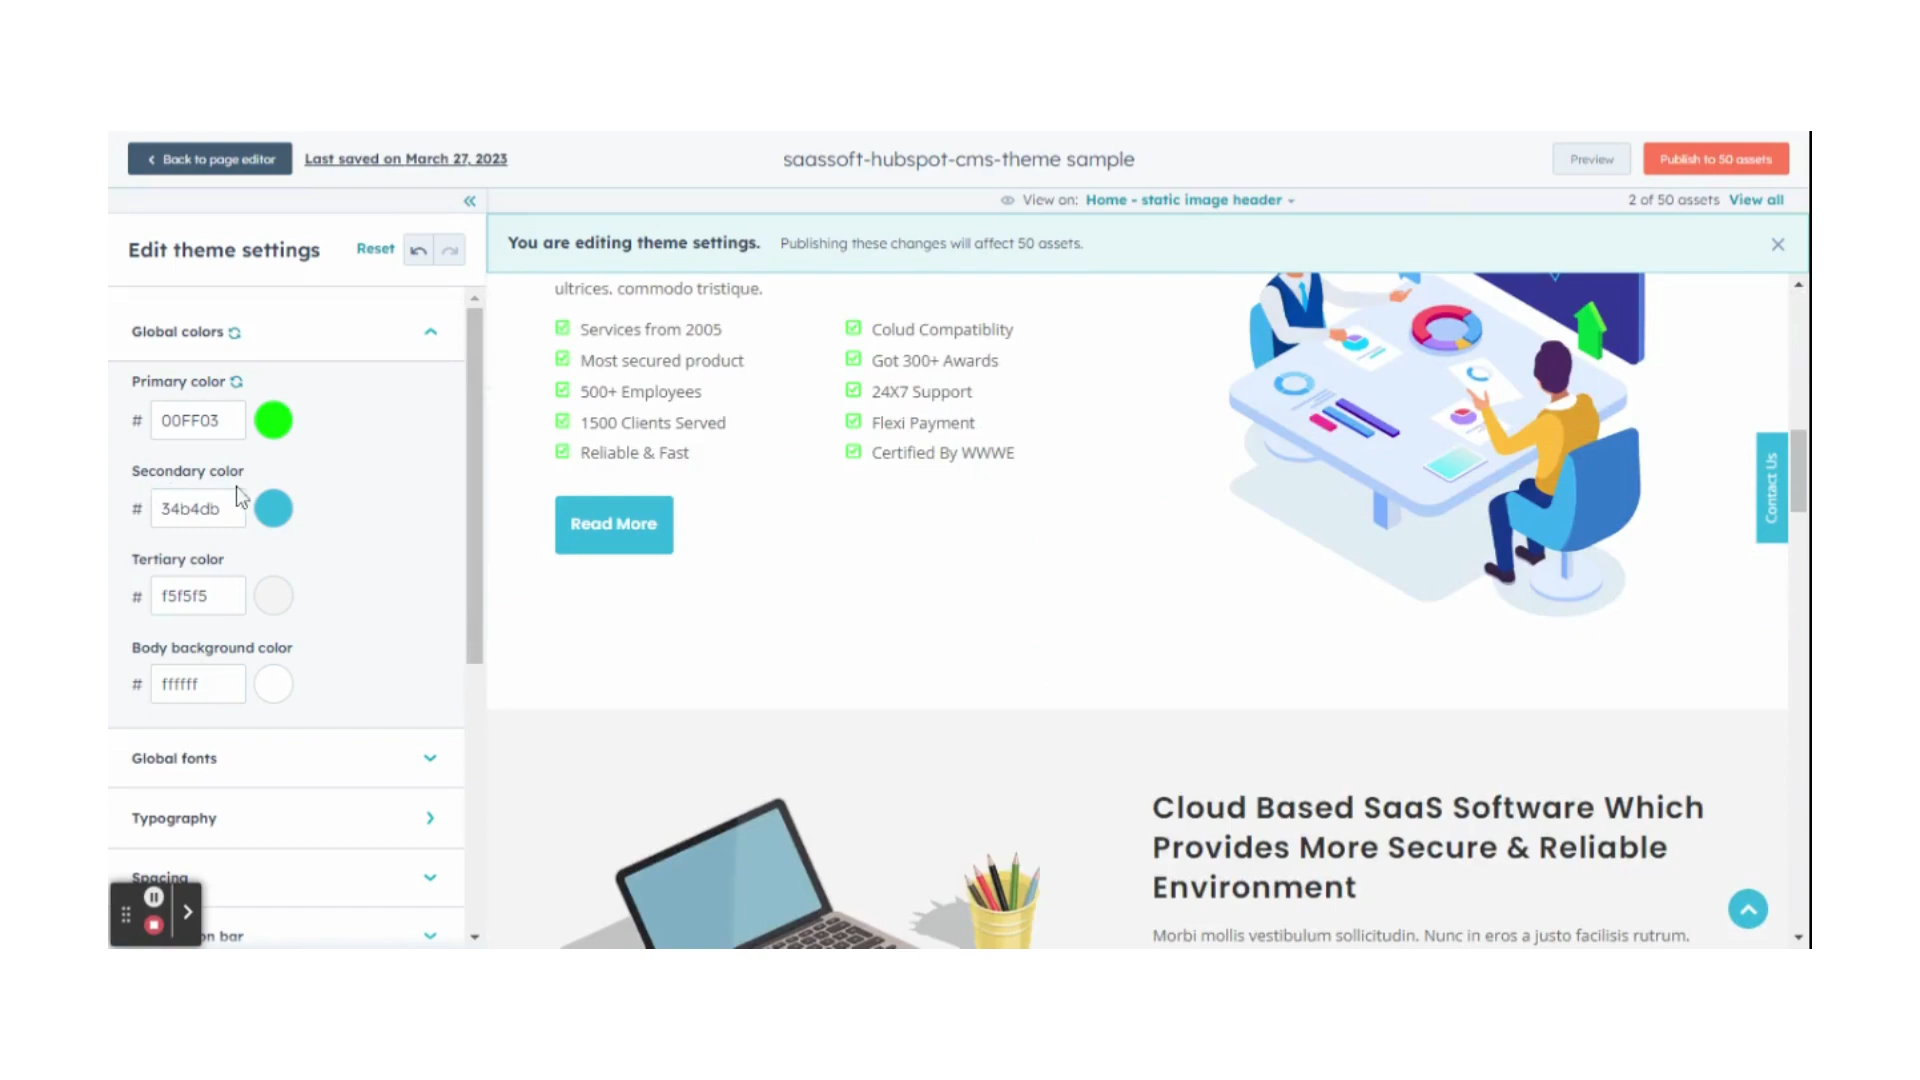 Back to page editor
Last saved on March 27, 2023
saassoft-hubspot-cms-theme sample
Preview
Publish to 50 assets
View on: Home - static image header
2 of 50 assets View all
Edit theme settings
Reset
You are editing theme settings. Publishing these changes will affect 50 assets.
Global colors
Primary color
# 00FF03
Secondary color
# 34b4db
Tertiary color
# f5f5f5
Body background color
# ffffff
Global fonts
Typography
Spacing
on bar
ultrices. commodo tristique.
Services from 2005
Most secured product
500+ Employees
1500 Clients Served
Reliable & Fast
Colud Compatiblity
Got 300+ Awards
24X7 Support
Flexi Payment
Certified By WWWE
Read More
Contact Us
Cloud Based SaaS Software Which
Provides More Secure & Reliable
Environment
Morbi mollis vestibulum sollicitudin. Nunc in eros a justo facilisis rutrum.